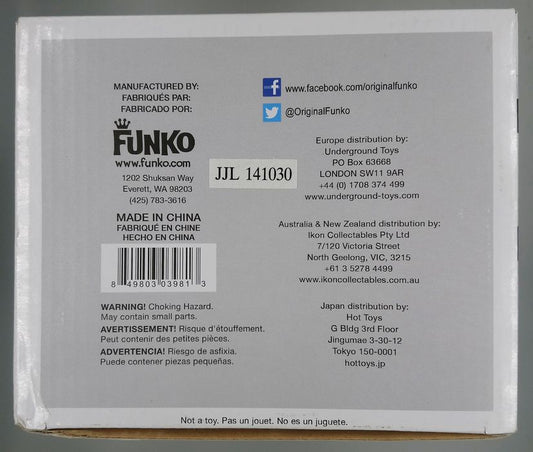 MANUFACTURED BY:
FABRIQUÉS PAR:
FABRICADO POR:
FUNKO
www.funko.com
1202 Shuksan Way
Everett, WA 98203
(425) 783-3616
MADE IN CHINA
FABRIQUÉ EN CHINE
HECHO EN CHINA
8 49803 03981 3
WARNING! Choking Hazard.
May contain small parts.
AVERTISSEMENT! Risque d'étouffement.
Peut contenir des petites pièces.
ADVERTENCIA! Riesgo de asfixia.
Puede contener piezas pequeñas.
JJL 141030
www.facebook.com/originalfunko
@OriginalFunko
Europe distribution by:
Underground Toys
PO Box 63668
LONDON SW11 9AR
+44 (0) 1708 374 499
www.underground-toys.com
Australia & New Zealand distribution by:
Ikon Collectables Pty Ltd
7/120 Victoria Street
North Geelong, VIC, 3215
+61 3 5278 4499
www.ikoncollectables.com.au
Japan distribution by:
Hot Toys
G Bldg 3rd Floor
Jingumae 3-30-12
Tokyo 150-0001
hottoys.jp
Not a toy. Pas un jouet. No es un juguete.